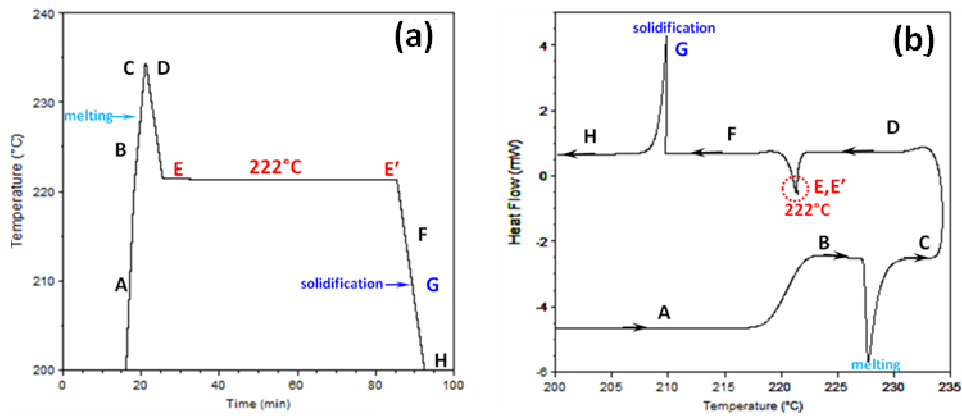 (a)
240
230
220
210
200
Temperature (°C)
C D
melting
B
E 222°C E′
F
A
solidification G
H
0 20 40 60 80 100
Time (min)
(b)
solidification
G
4
2
0
-2
-4
-6
Heat Flow (mW)
H F D
E,E′
222°C
B C
A
melting
200 205 210 215 220 225 230 235
Temperature (°C)